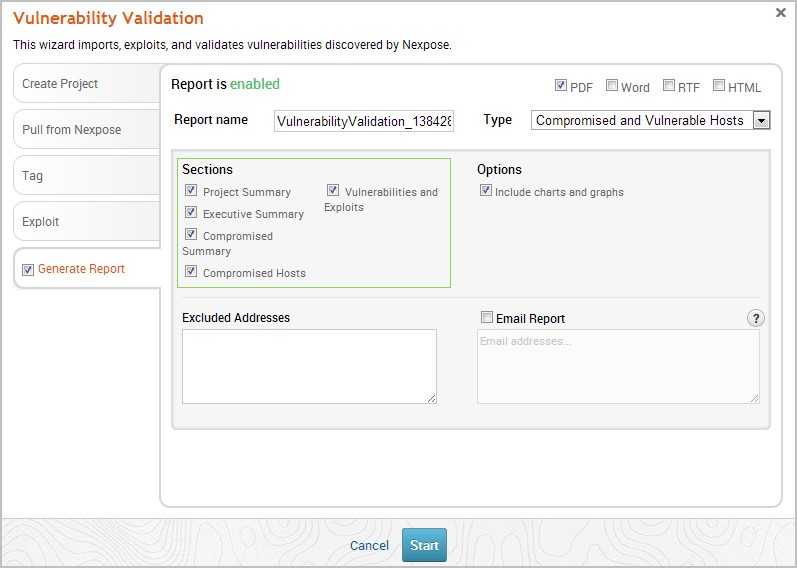 Vulnerability Validation
This wizard imports, exploits, and validates vulnerabilities discovered by Nexpose.
Create Project
Pull from Nexpose
Tag
Exploit
Generate Report
Report is enabled
PDF Word RTF HTML
Report name VulnerabilityValidation_13842 Type Compromised and Vulnerable Hosts
Sections
Project Summary
Executive Summary
Compromised
Summary
Compromised Hosts
Vulnerabilities and
Exploits
Options
Include charts and graphs
Excluded Addresses
Email Report ?
Email addresses...
Cancel Start